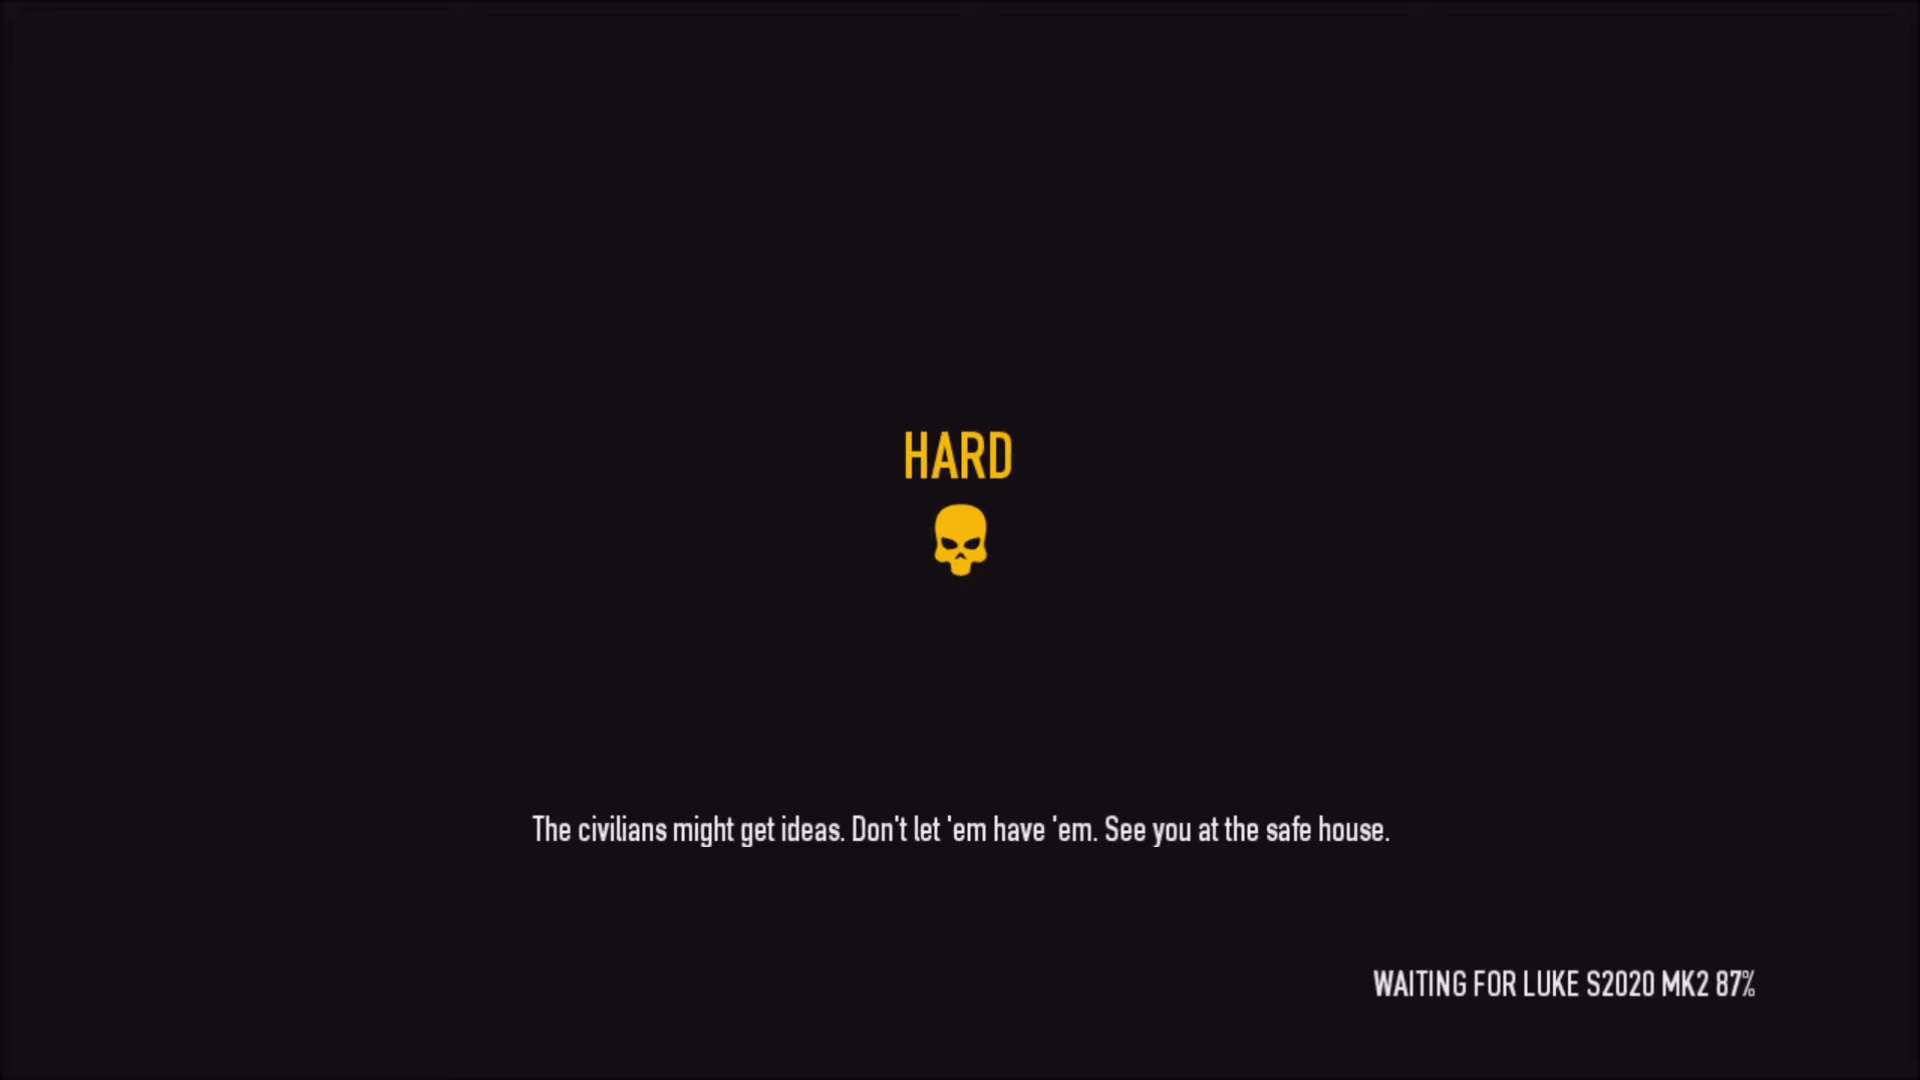 HARD
The civilians might get ideas. Don't let 'em have 'em. See you at the safe house.
WAITING FOR LUKE S2020 MK2 87%